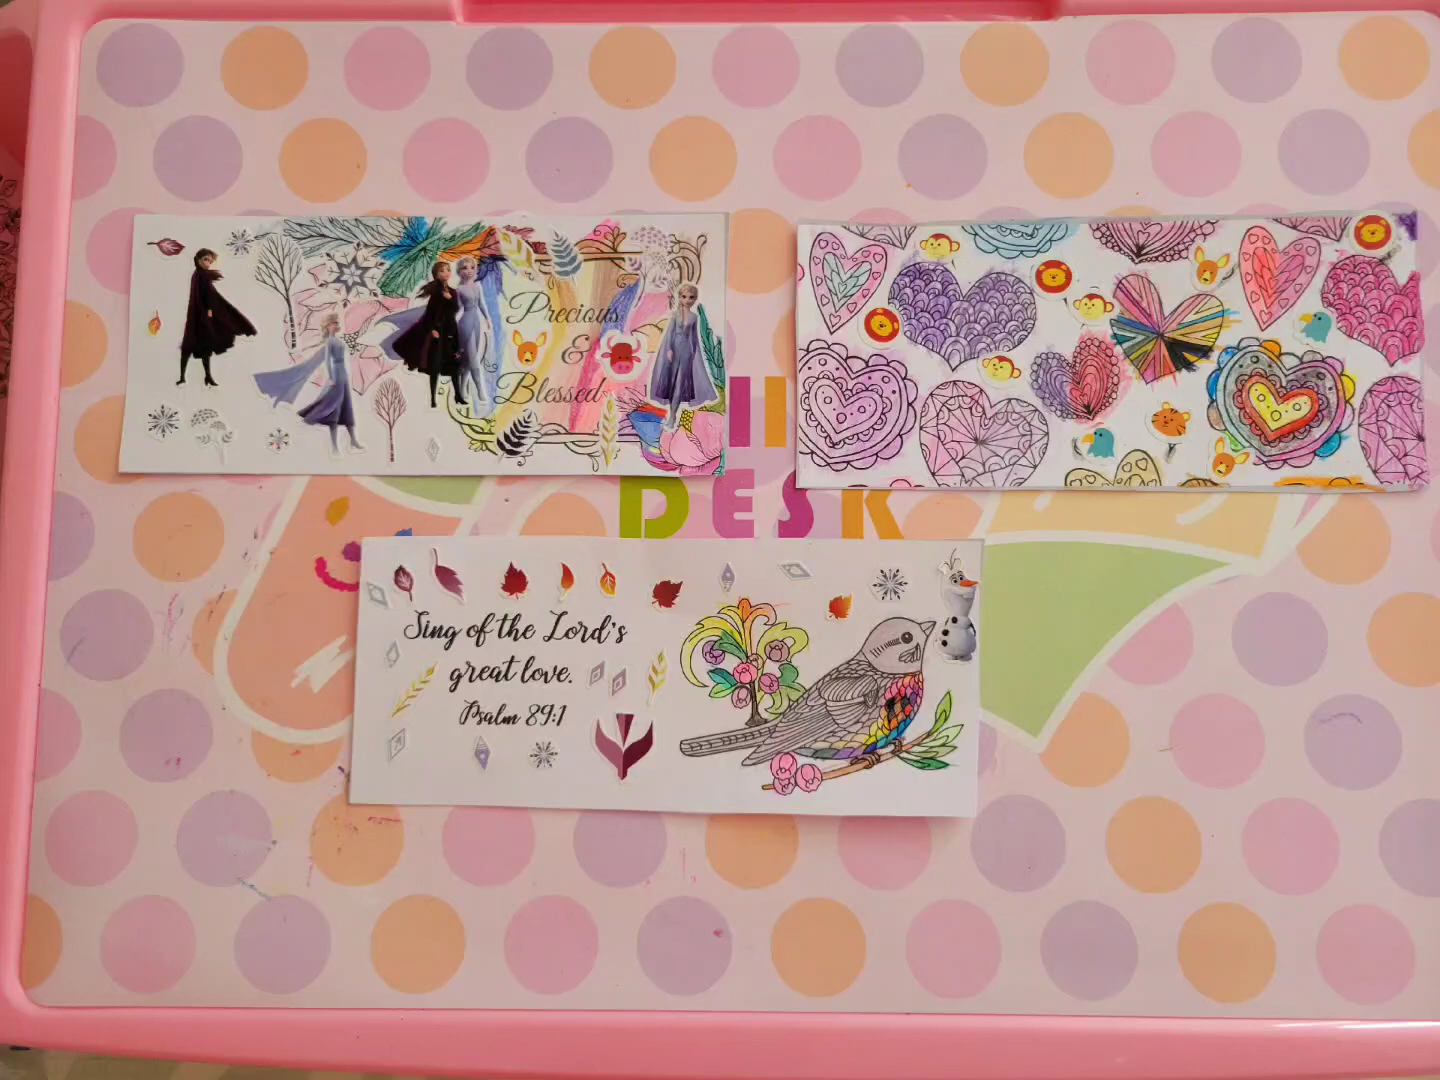 Precious
&
Blessed
DESK
Sing of the Lord's
great love.
Psalm 89:1